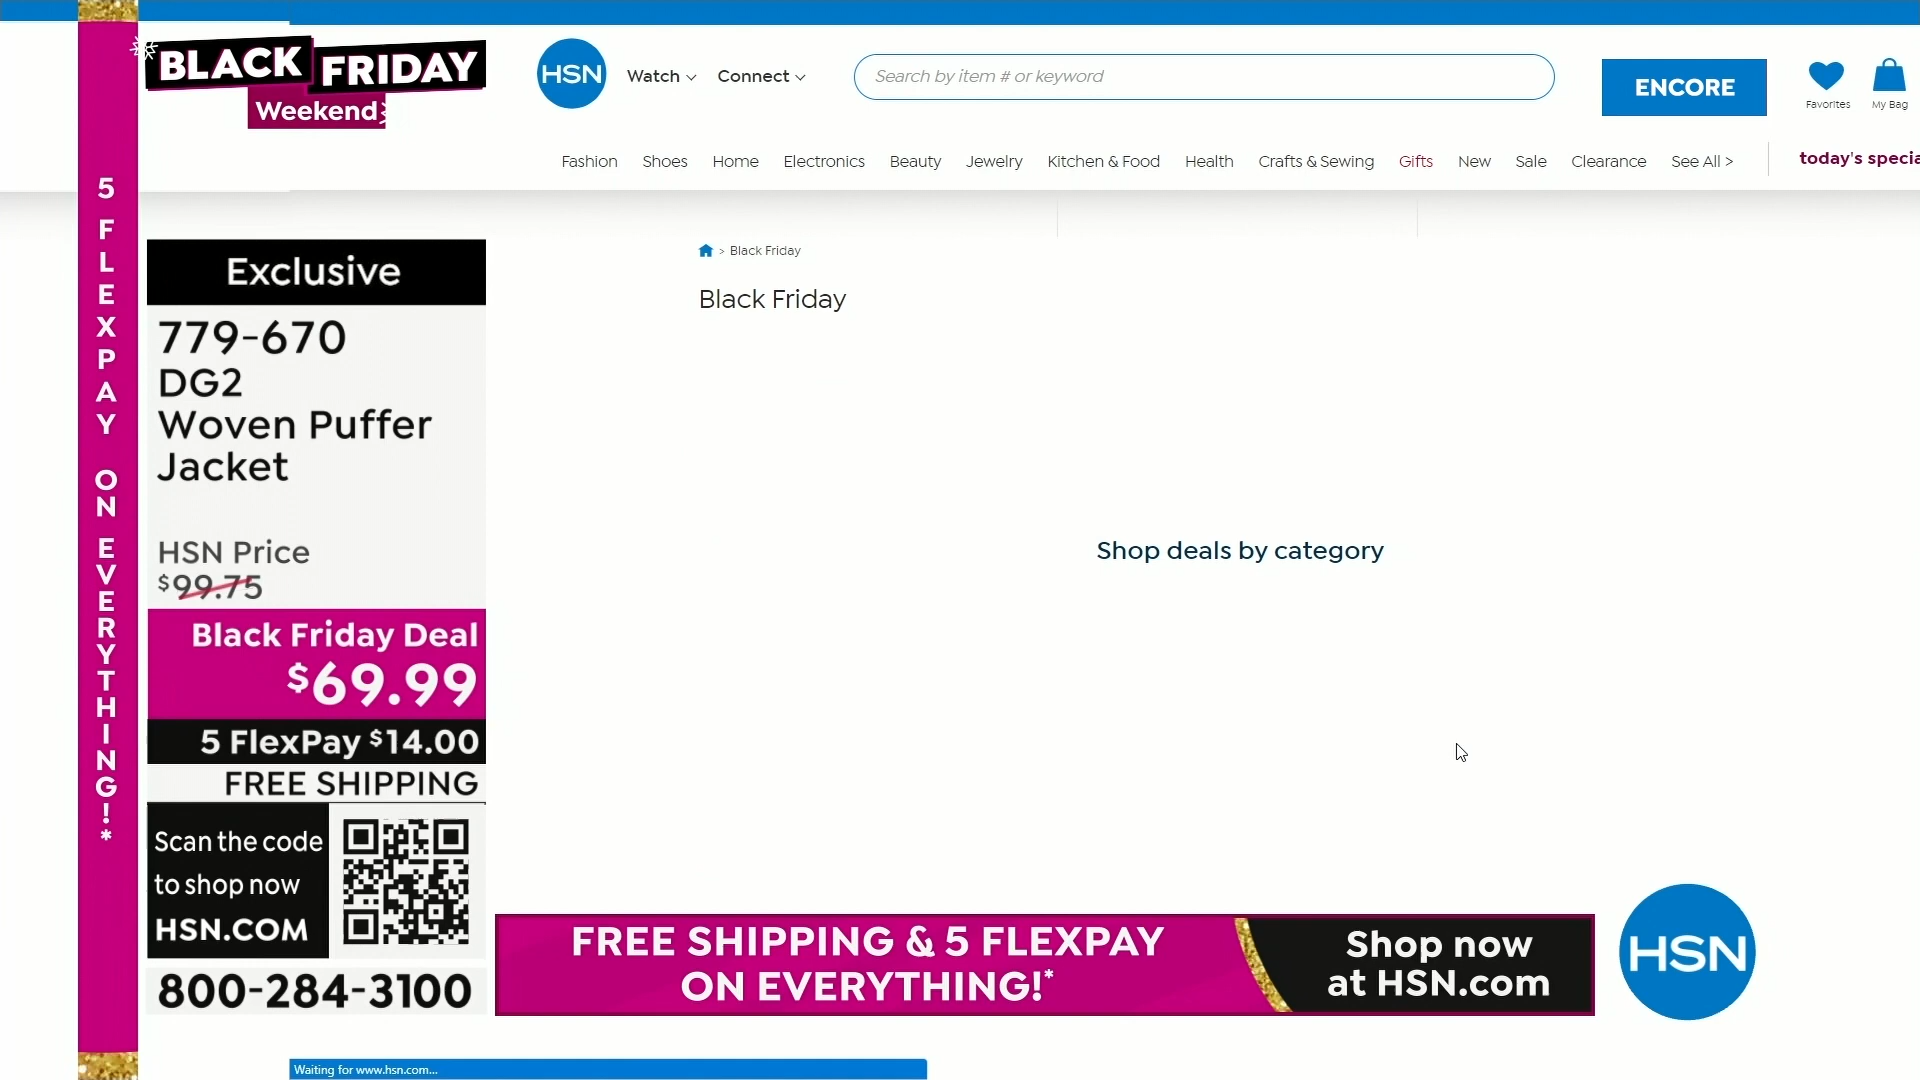 BLACK FRIDAY
Weekend
HSN
Watch
Connect
Search by item # or keyword
ENCORE
Favorites
My Bag
Fashion
Shoes
Home
Electronics
Beauty
Jewelry
Kitchen & Food
Health
Crafts & Sewing
Gifts
New
Sale
Clearance
See All >
today's specia
5 FLEXPAY ON EVERYTHING!*
> Black Friday
Black Friday
Shop deals by category
Exclusive
779-670
DG2
Woven Puffer
Jacket
HSN Price
$99.75
Black Friday Deal
$69.99
5 FlexPay $14.00
FREE SHIPPING
Scan the code
to shop now
HSN.COM
800-284-3100
FREE SHIPPING & 5 FLEXPAY
ON EVERYTHING!*
Shop now
at HSN.com
HSN
Waiting for www.hsn.com...